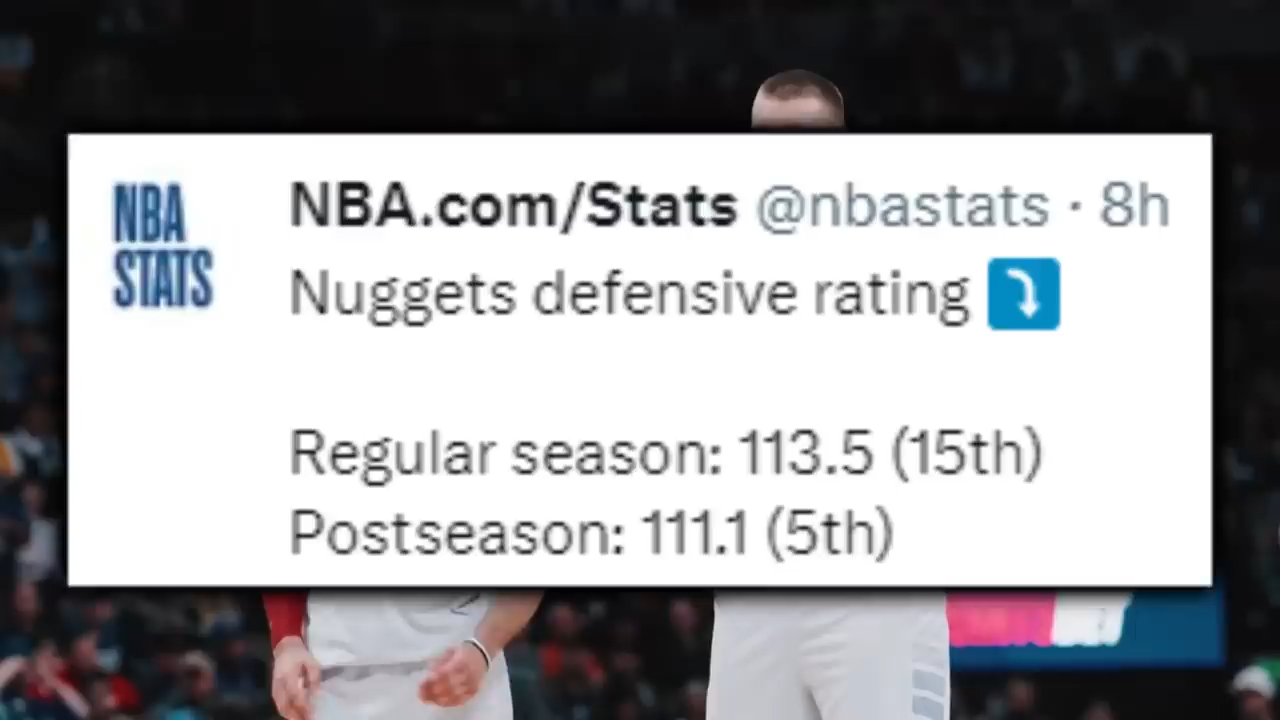 NBA
STATS
NBA.com/Stats @nbastats · 8h
Nuggets defensive rating ⤵️
Regular season: 113.5 (15th)
Postseason: 111.1 (5th)